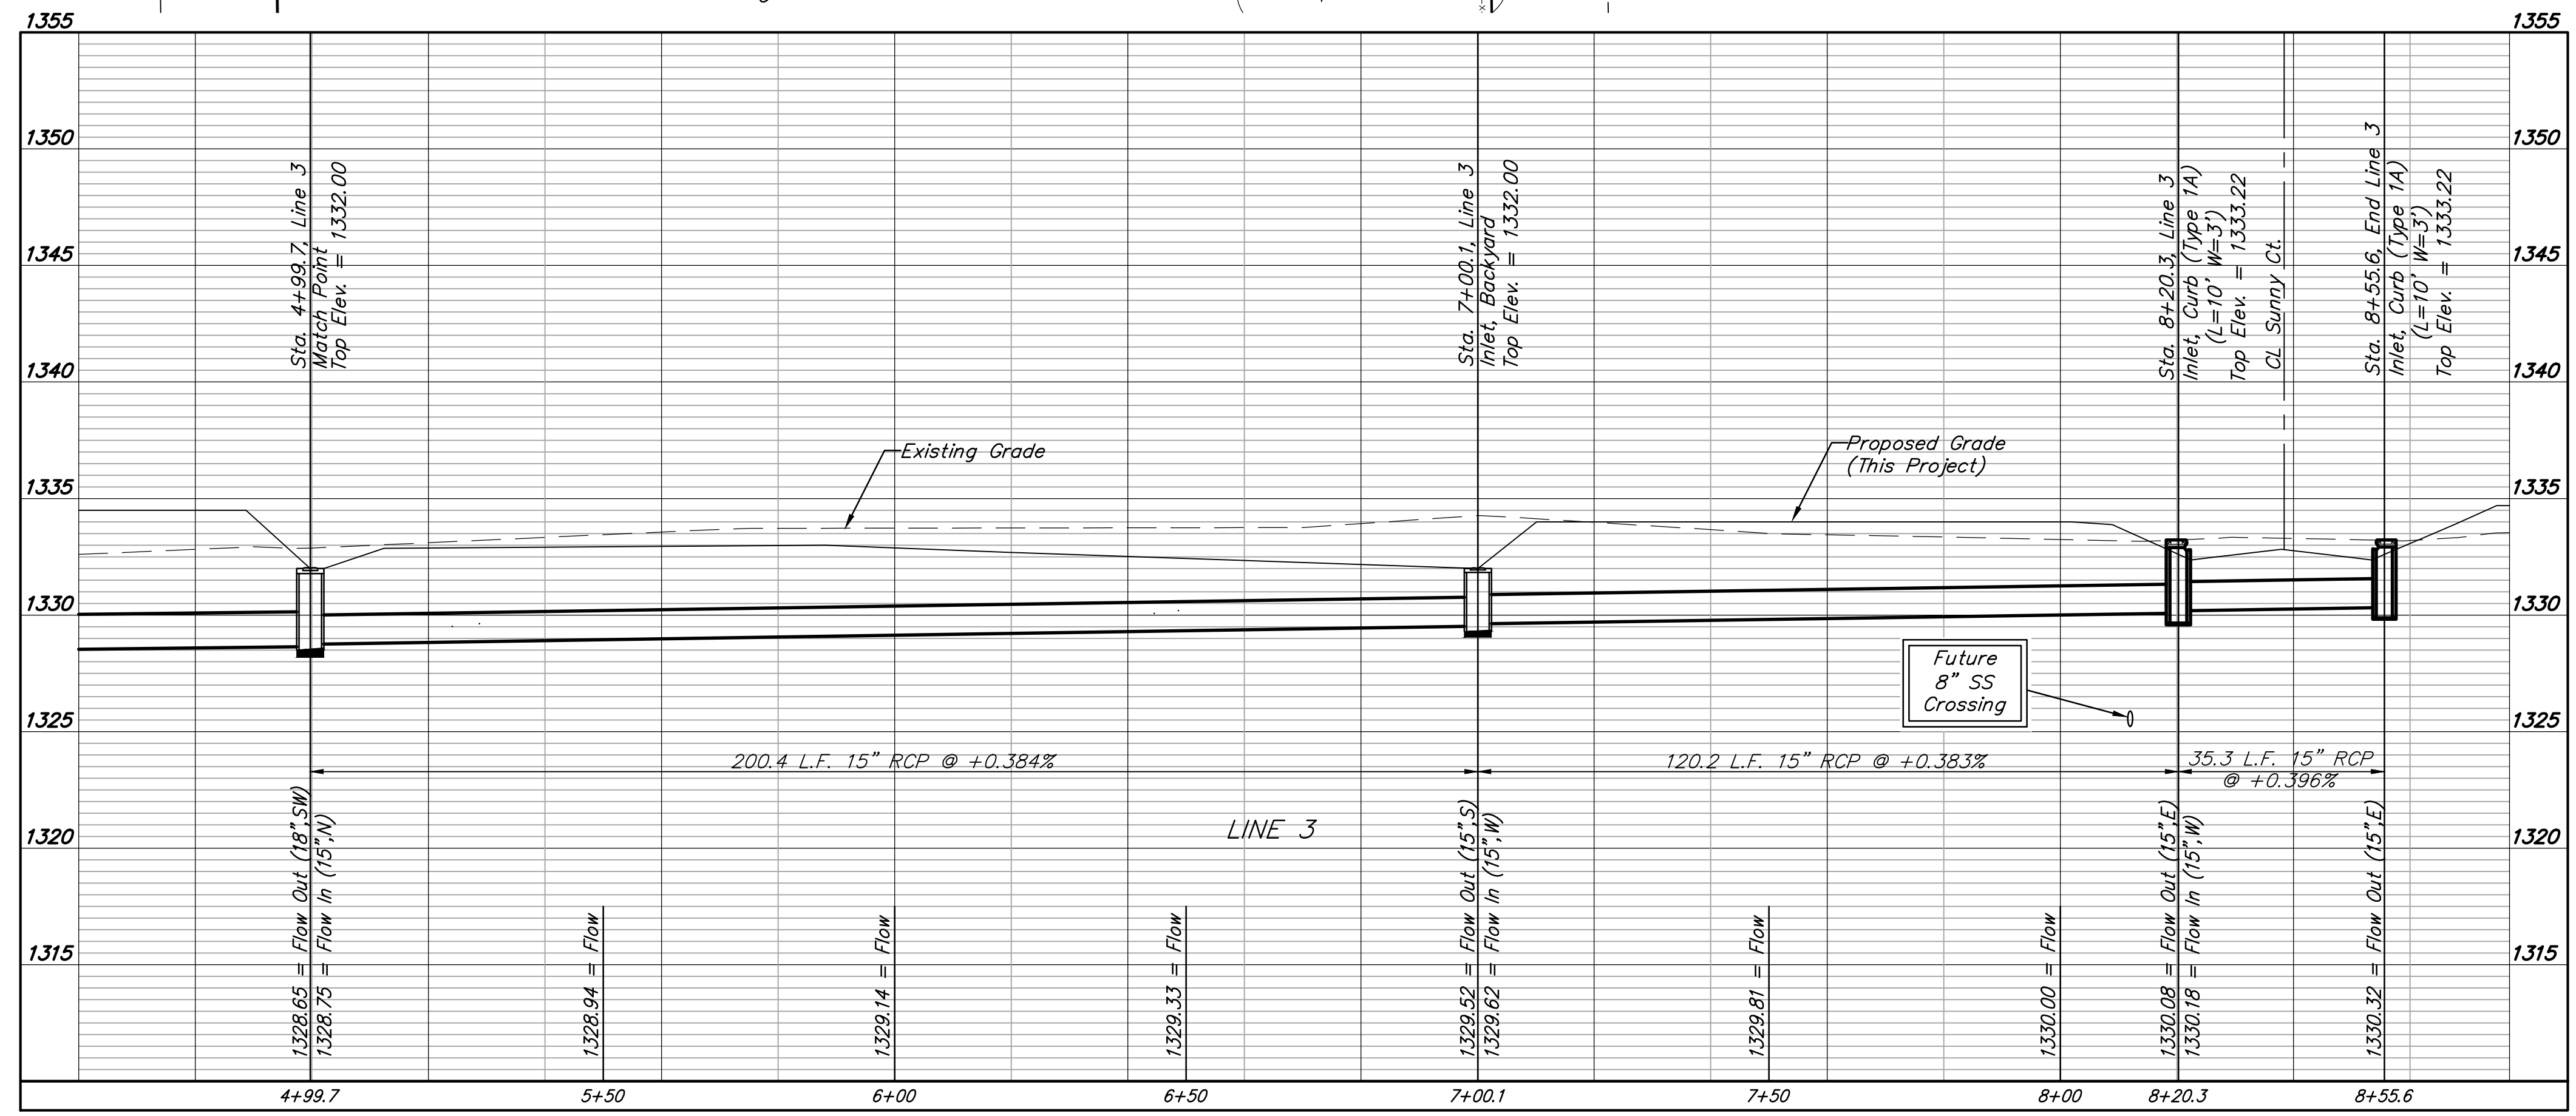 1355
1355
1350
1350
1345
1345
1340
1340
1335
1335
1330
1330
1325
1325
1320
1320
1315
1315
Sta. 4+99.7, Line 3
Match Point
Top Elev. = 1332.00
Sta. 7+00.1, Line 3
Inlet, Backyard
Top Elev. = 1332.00
Sta. 8+20.3, Line 3
Inlet, Curb (Type 1A)
(L=10' W=3')
Top Elev. = 1333.22
CL Sunny Ct.
Sta. 8+55.6, End Line 3
Inlet, Curb (Type 1A)
(L=10' W=3')
Top Elev. = 1333.22
Existing Grade
Proposed Grade
(This Project)
Future
8" SS
Crossing
200.4 L.F. 15" RCP @ +0.384%
120.2 L.F. 15" RCP @ +0.383%
35.3 L.F. 15" RCP
@ +0.396%
LINE 3
1328.65 = Flow Out (18",SW)
1328.75 = Flow In (15",N)
1328.94 = Flow
1329.14 = Flow
1329.33 = Flow
1329.52 = Flow Out (15",S)
1329.62 = Flow In (15",W)
1329.81 = Flow
1330.00 = Flow
1330.08 = Flow Out (15",E)
1330.18 = Flow In (15",W)
1330.32 = Flow Out (15",E)
4+99.7
5+50
6+00
6+50
7+00.1
7+50
8+00
8+20.3
8+55.6